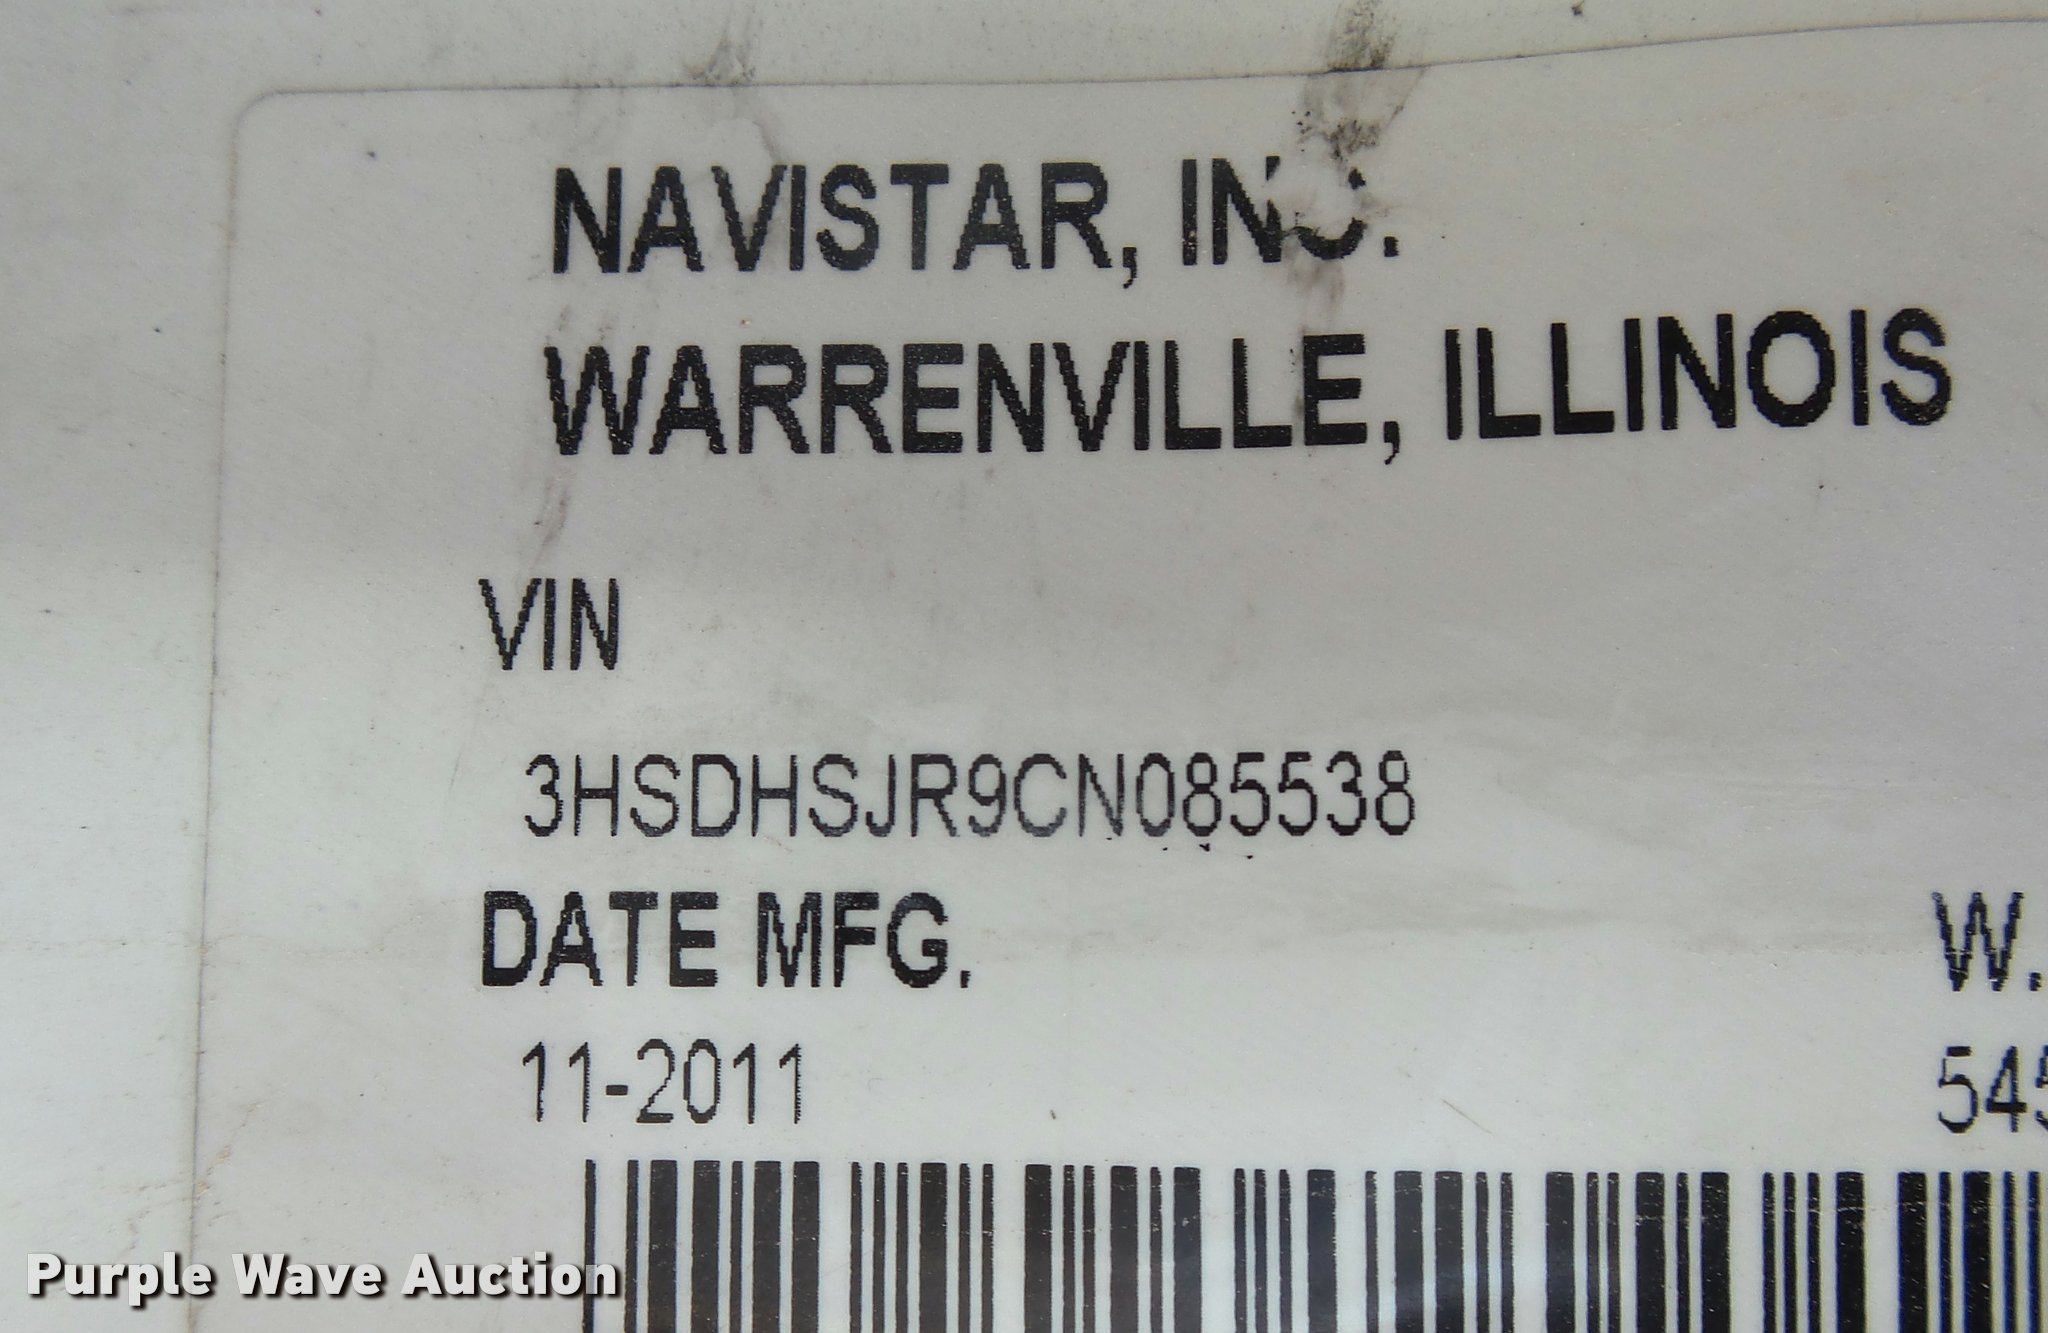 NAVISTAR, INC.
WARRENVILLE, ILLINOIS
VIN
3HSDHSJR9CN085538
DATE MFG.
W.
11-2011
Purple Wave Auction